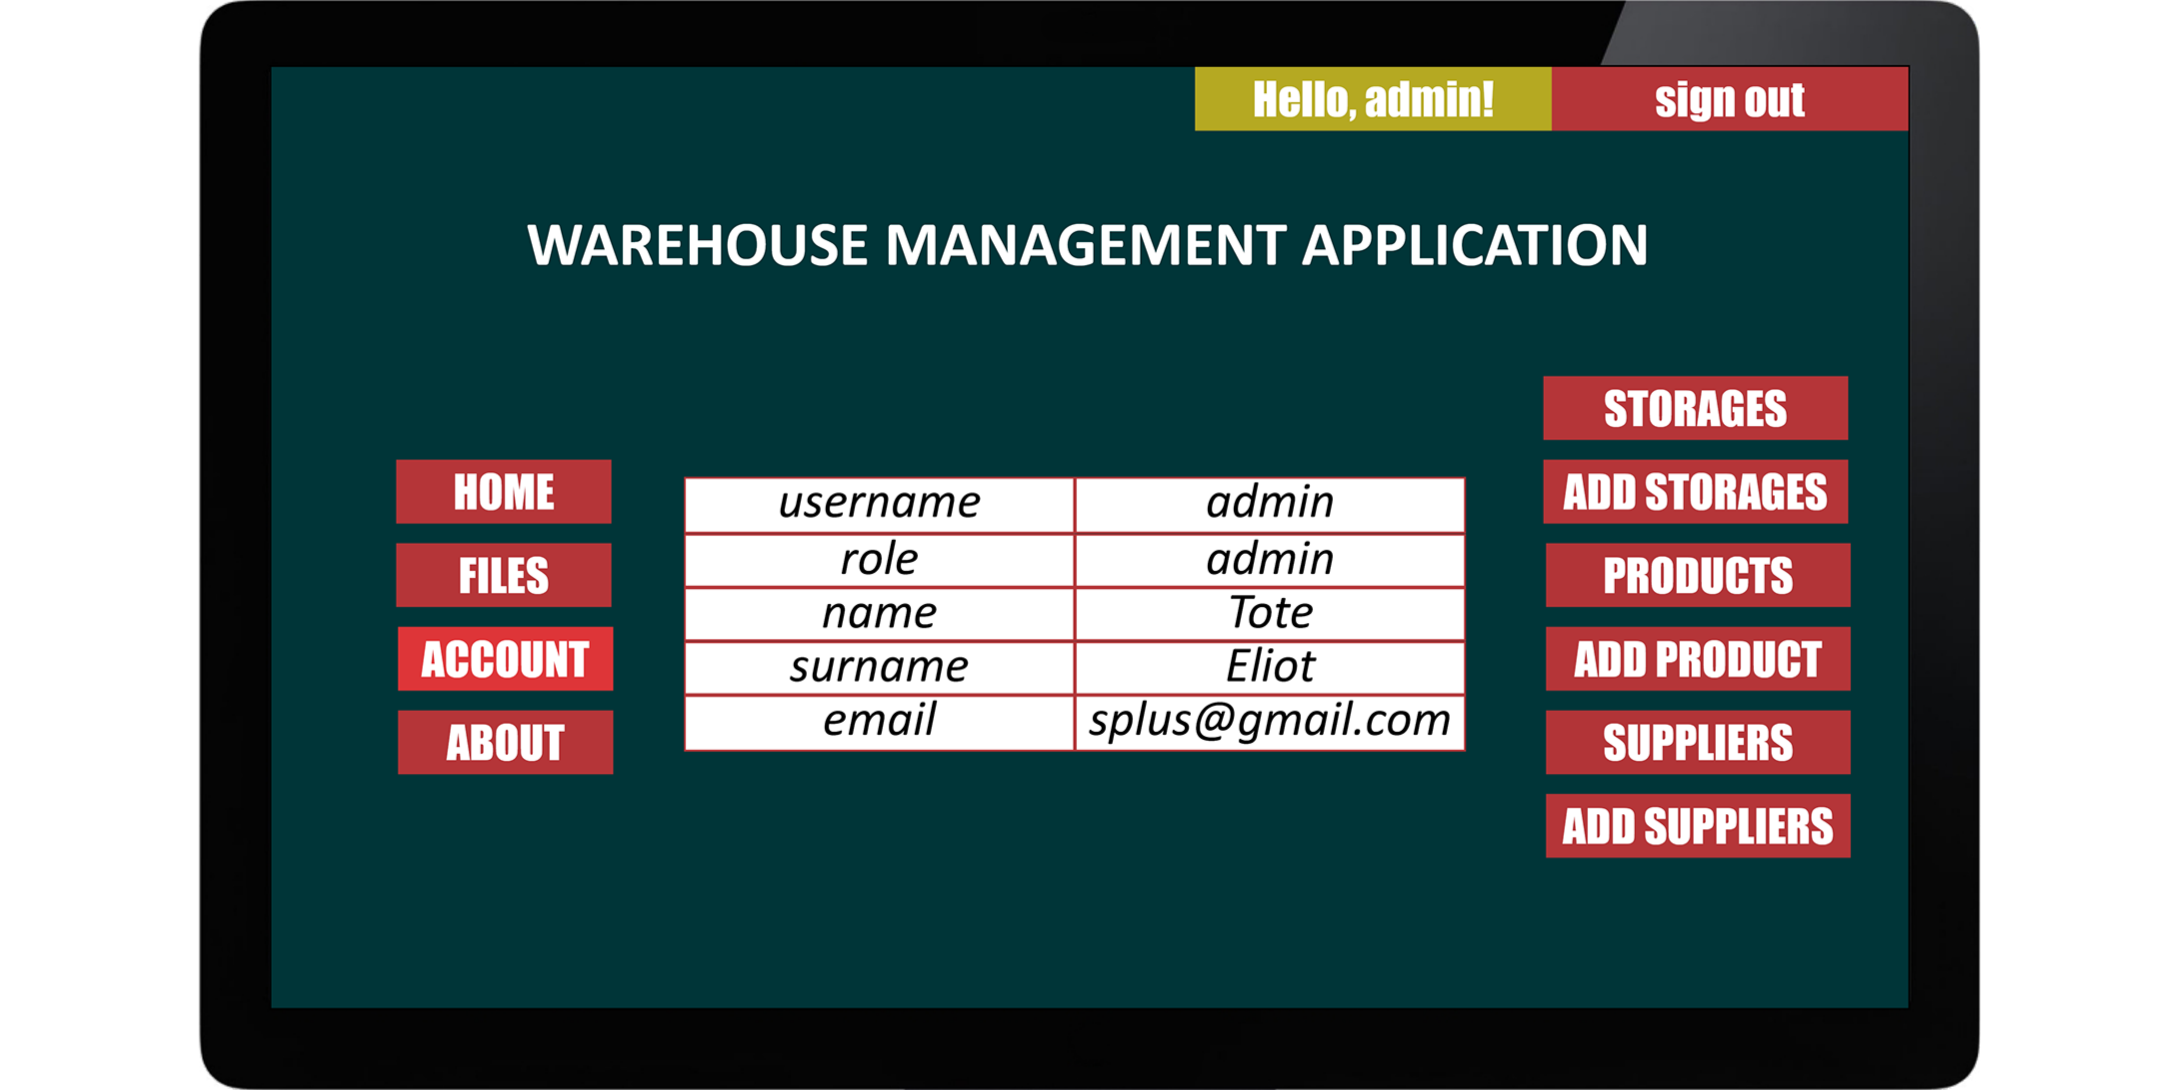 Hello, admin! sign out
WAREHOUSE MANAGEMENT APPLICATION
HOME
FILES
ACCOUNT
ABOUT
username admin
role admin
name Tote
surname Eliot
email splus@gmail.com
STORAGES
ADD STORAGES
PRODUCTS
ADD PRODUCT
SUPPLIERS
ADD SUPPLIERS